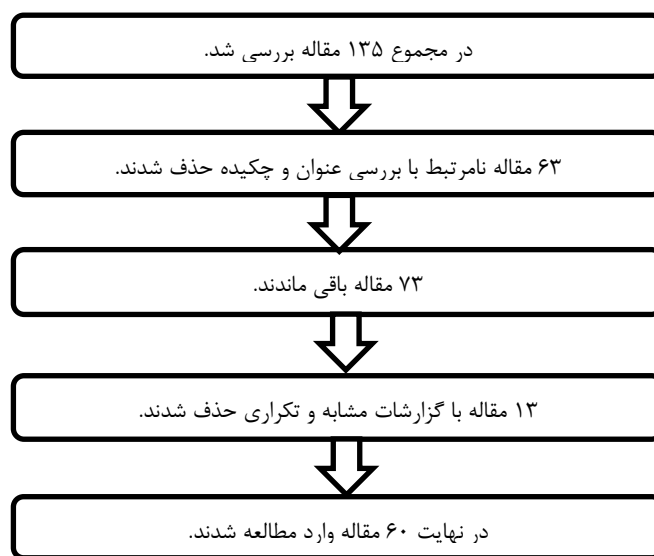 در مجموع ۱۳۵ مقاله بررسی شد.
۶۳ مقاله نامرتبط با بررسی عنوان و چکیده حذف شدند.
۷۳ مقاله باقی ماندند.
۱۳ مقاله با گزارشات مشابه و تکراری حذف شدند.
در نهایت ۶۰ مقاله وارد مطالعه شدند.